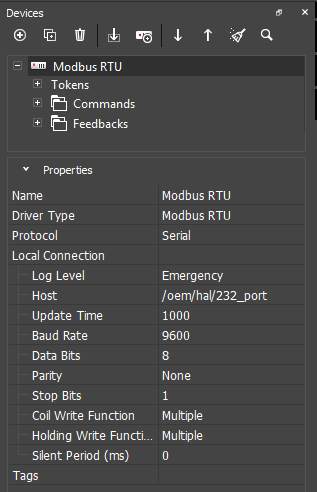 Devices
Modbus RTU
Tokens
Commands
Feedbacks
Properties
Name Modbus RTU
Driver Type Modbus RTU
Protocol Serial
Local Connection
Log Level Emergency
Host /oem/hal/232_port
Update Time 1000
Baud Rate 9600
Data Bits 8
Parity None
Stop Bits 1
Coil Write Function Multiple
Holding Write Functi... Multiple
Silent Period (ms) 0
Tags